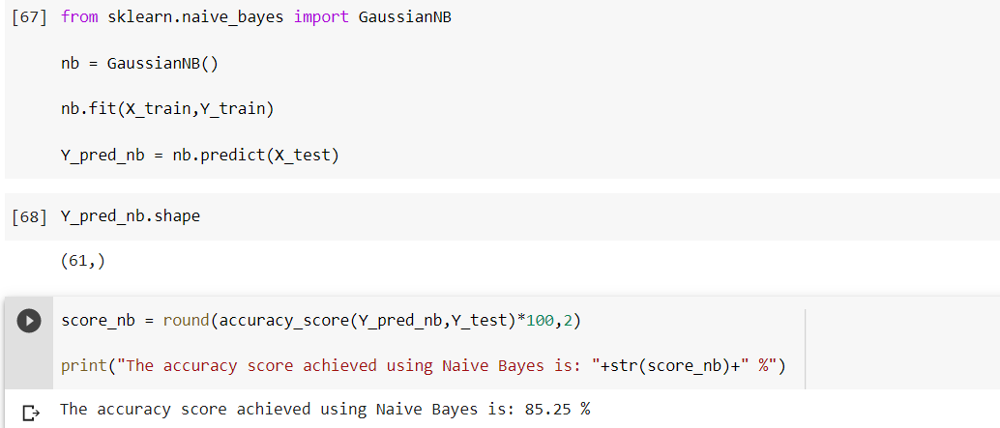 [67] from sklearn.naive_bayes import GaussianNB
nb = GaussianNB()
nb.fit(X_train,Y_train)
Y_pred_nb = nb.predict(X_test)
[68] Y_pred_nb.shape
(61,)
score_nb = round(accuracy_score(Y_pred_nb,Y_test)*100,2)
print("The accuracy score achieved using Naive Bayes is: "+str(score_nb)+" %")
The accuracy score achieved using Naive Bayes is: 85.25 %